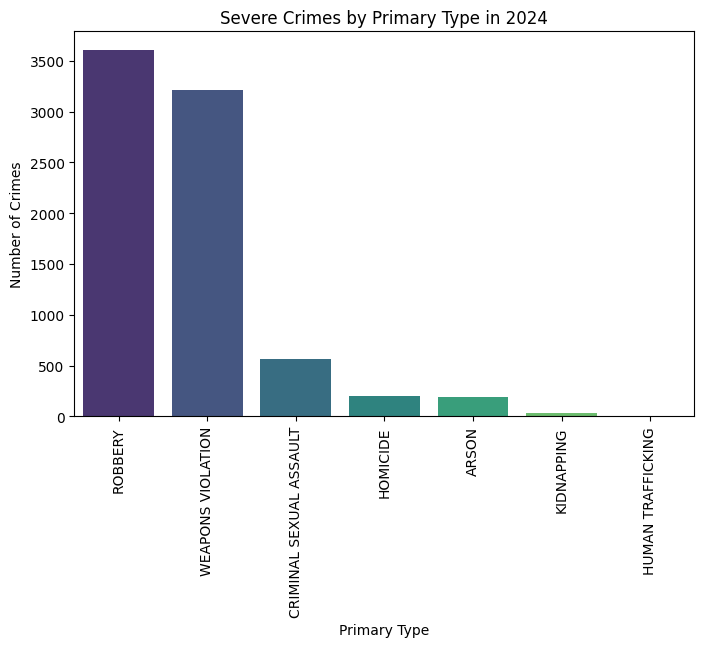 Severe Crimes by Primary Type in 2024
Number of Crimes
3500
3000
2500
2000
1500
1000
500
0
ROBBERY
WEAPONS VIOLATION
CRIMINAL SEXUAL ASSAULT
HOMICIDE
ARSON
KIDNAPPING
HUMAN TRAFFICKING
Primary Type